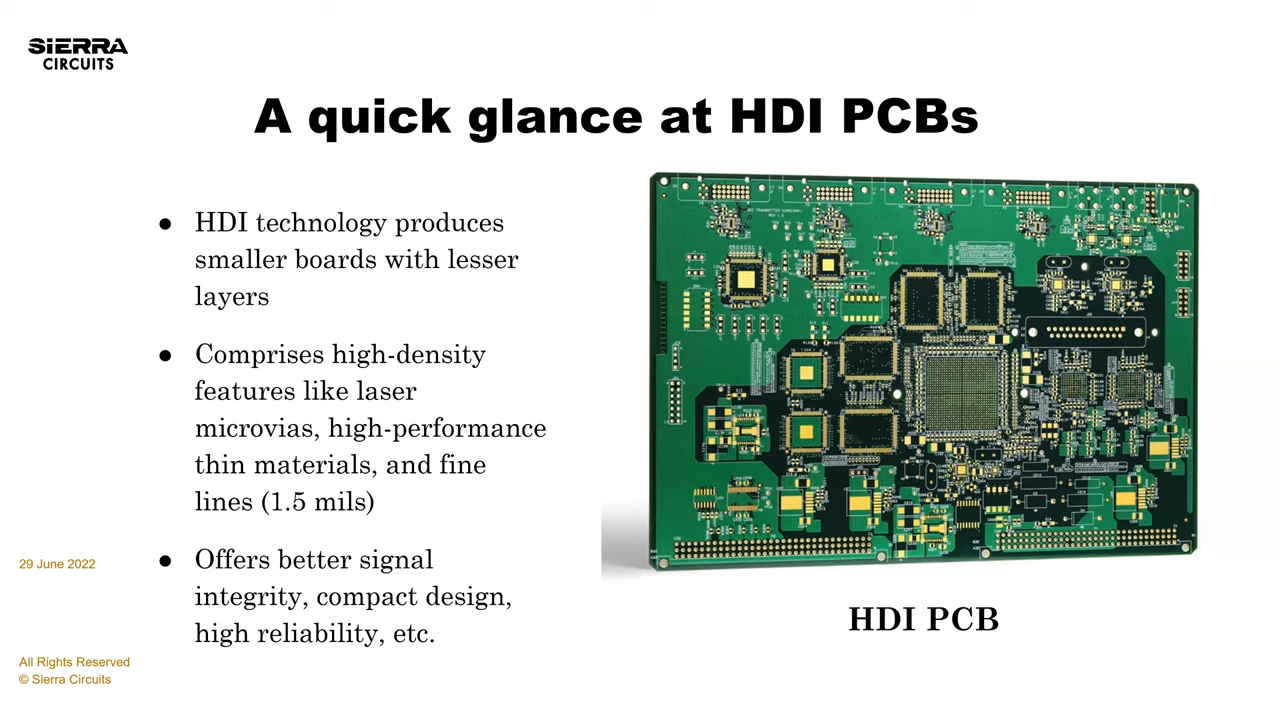 SIERRA
CIRCUITS
A quick glance at HDI PCBs
● HDI technology produces
smaller boards with lesser
layers
● Comprises high-density
features like laser
microvias, high-performance
thin materials, and fine
lines (1.5 mils)
● Offers better signal
integrity, compact design,
high reliability, etc.
HDI PCB
29 June 2022
All Rights Reserved
© Sierra Circuits